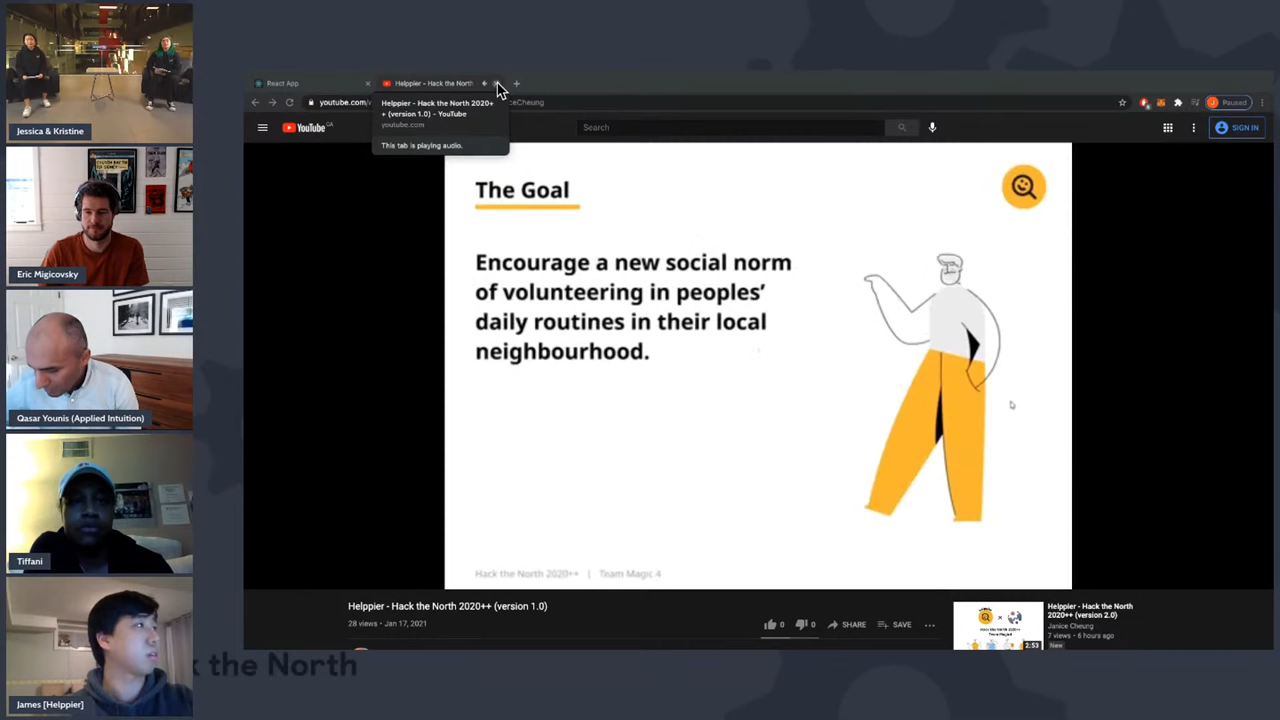 Jessica & Kristine
Eric Migicovsky
Qasar Younis (Applied Intuition)
Tiffani
James [Helppier]
React App
Helppier - Hack the North
youtube.com/
ceCheung
Paused
Helppier - Hack the North 2020+
+ (version 1.0) - YouTube
youtube.com
This tab is playing audio.
YouTube CA
Search
SIGN IN
The Goal
Encourage a new social norm
of volunteering in peoples’
daily routines in their local
neighbourhood.
Hack the North 2020++ | Team Magic 4
Helppier - Hack the North 2020++ (version 1.0)
28 views • Jan 17, 2021
0
0
SHARE
SAVE
Helppier - Hack the North
2020++ (version 2.0)
Janice Cheung
7 views • 6 hours ago
New
2:53
k the North